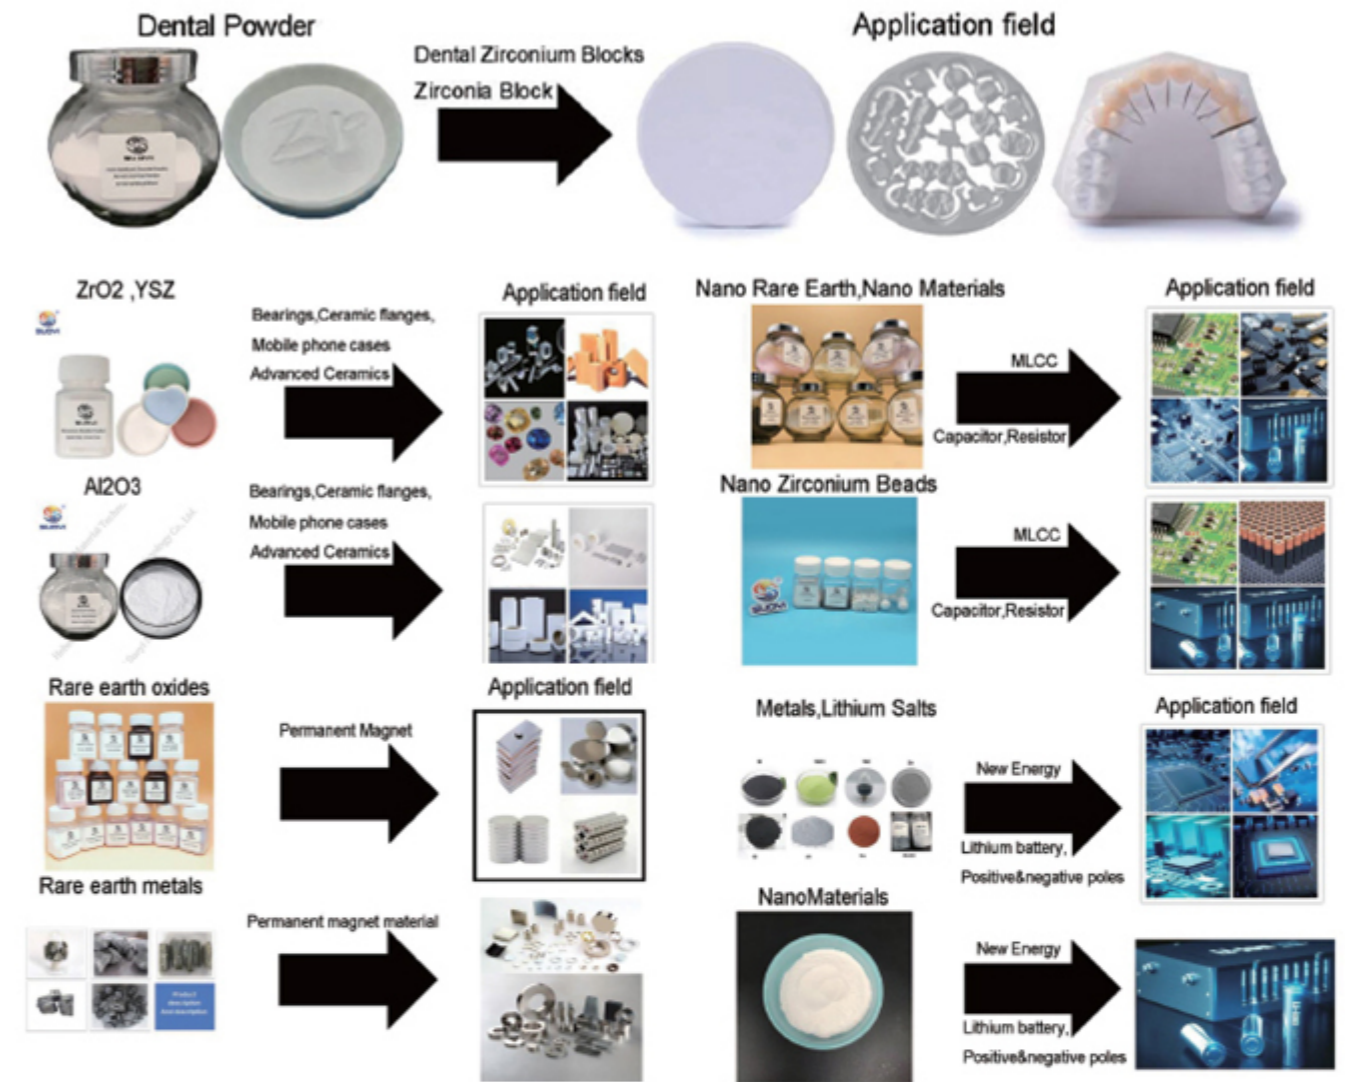 Dental Powder
Application field
Dental Zirconium Blocks
Zirconia Block
Zr
ZrO2 ,YSZ
Bearings,Ceramic flanges,
Mobile phone cases
Advanced Ceramics
Application field
Nano Rare Earth,Nano Materials
MLCC
Capacitor,Resistor
Application field
SUOYI
Al2O3
Bearings,Ceramic flanges,
Mobile phone cases
Advanced Ceramics
SUOYI
Nano Zirconium Beads
MLCC
Capacitor,Resistor
SUOYI
Rare earth oxides
Permanent Magnet
Application field
Metals,Lithium Salts
New Energy
Lithium battery,
Positive&negative poles
Application field
Rare earth metals
Permanent magnet material
NanoMaterials
New Energy
Lithium battery,
Positive&negative poles